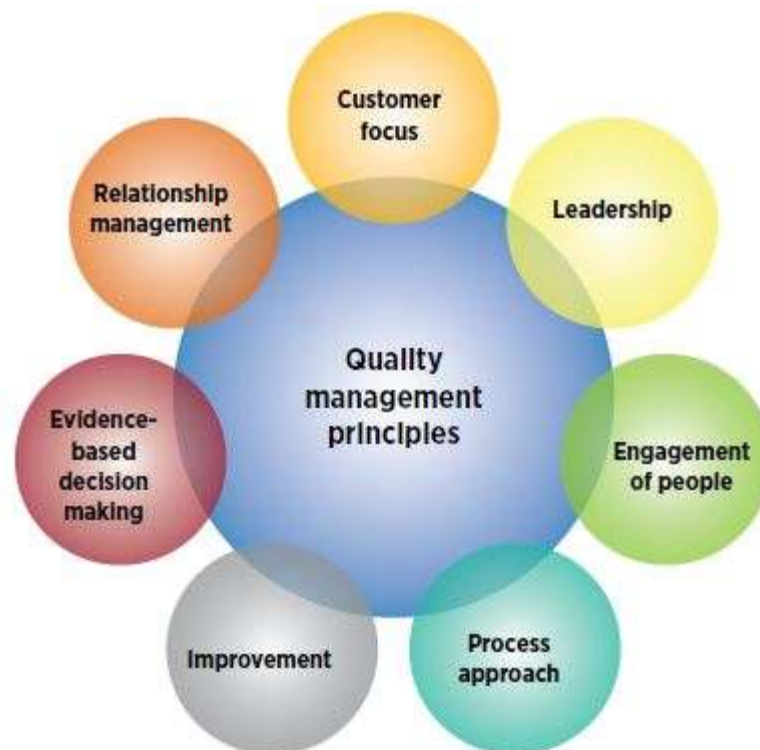 Customer
focus
Leadership
Engagement
of people
Process
approach
Improvement
Evidence-
based
decision
making
Relationship
management
Quality
management
principles